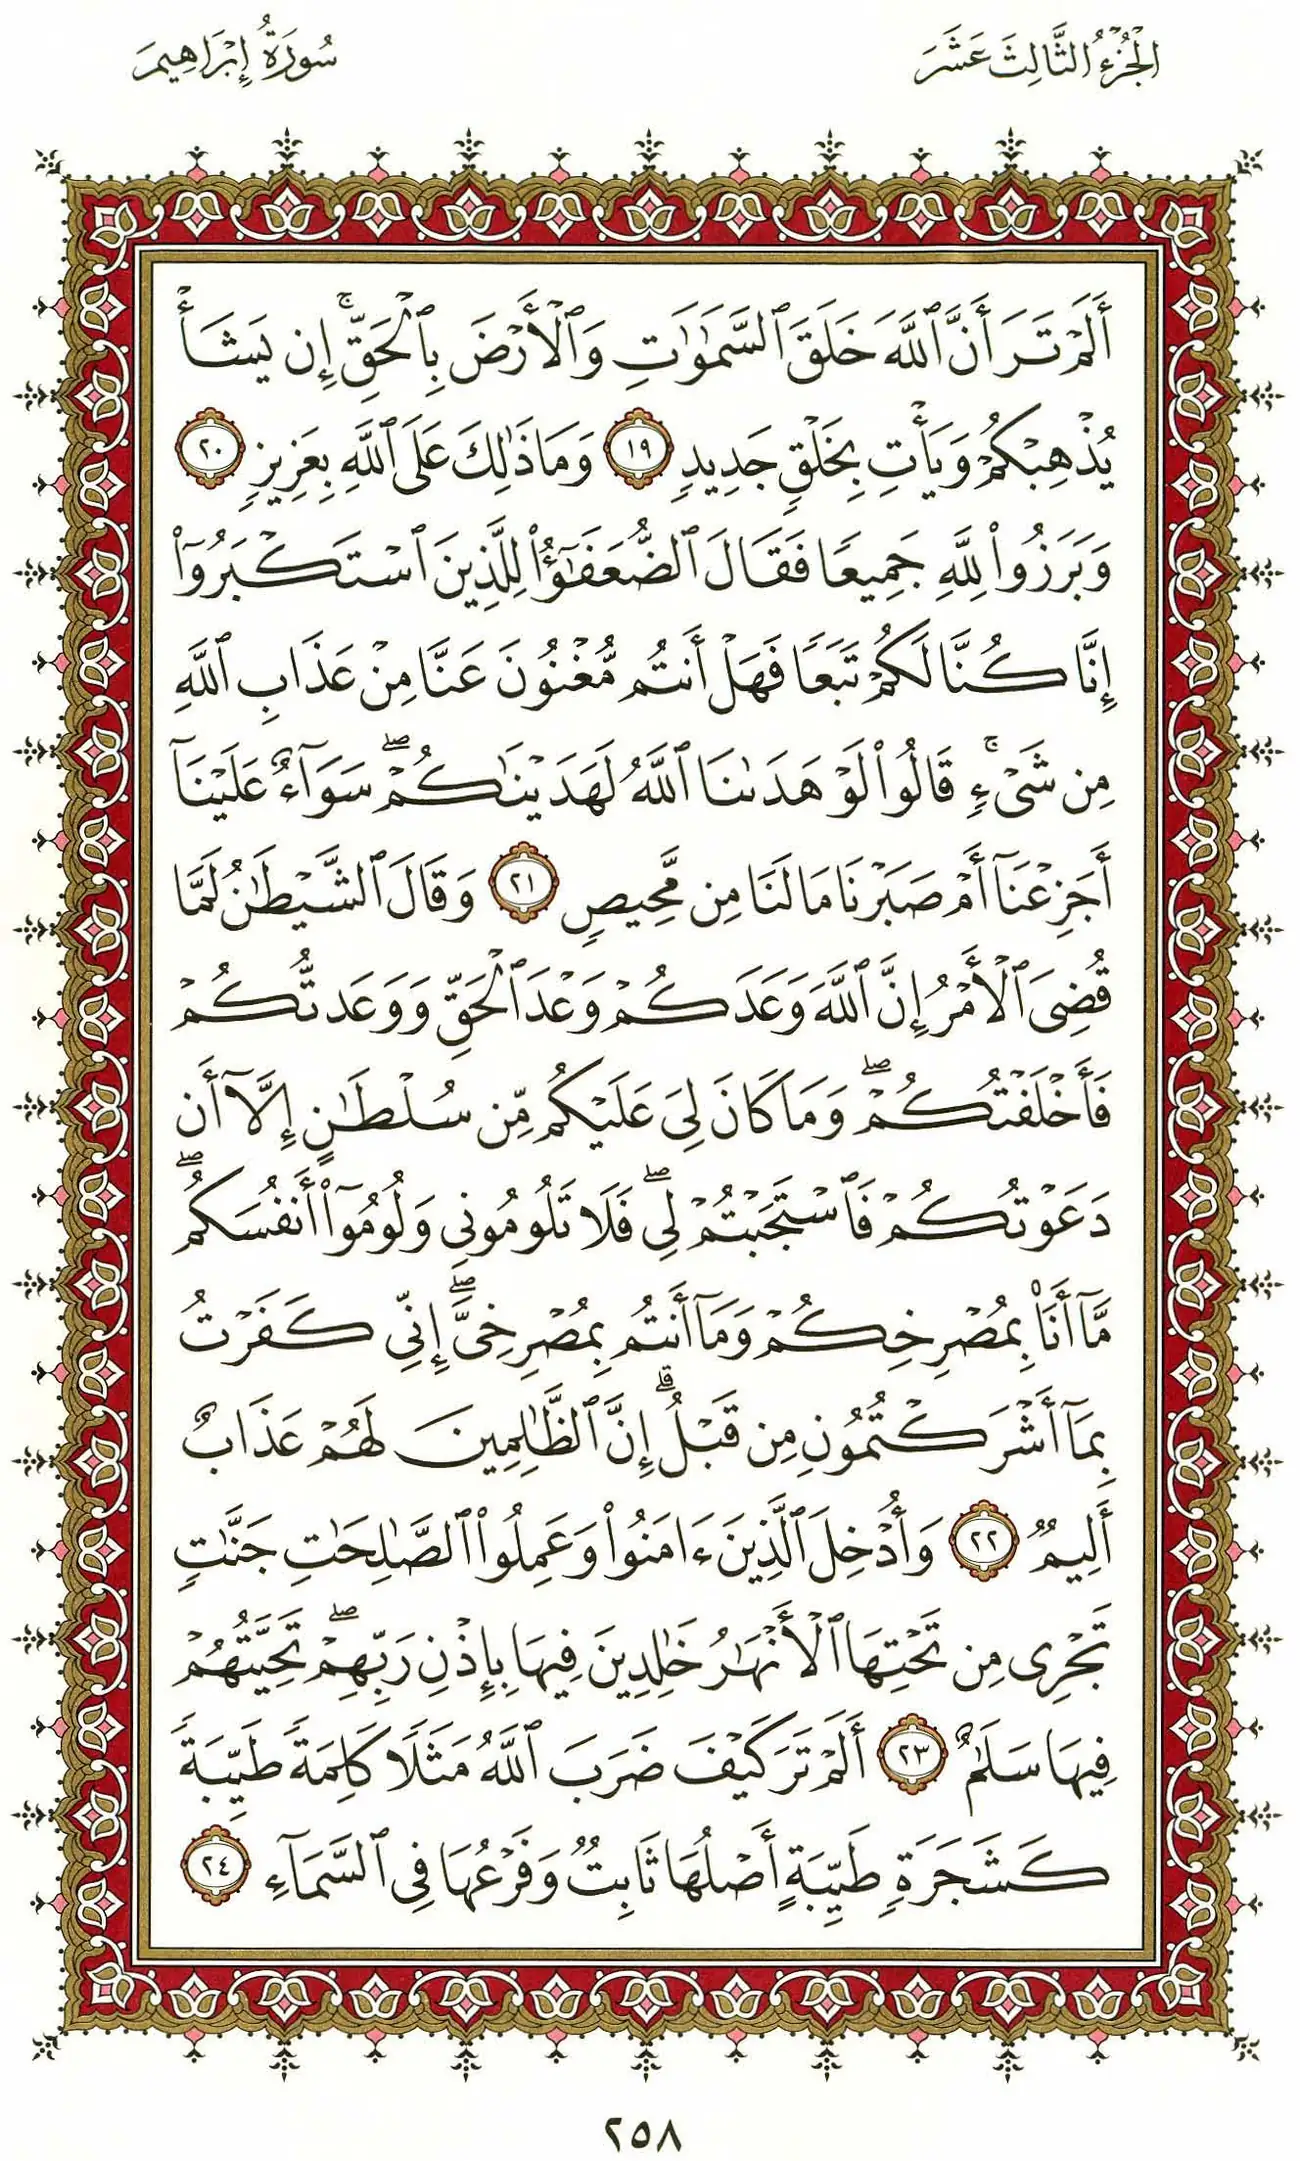 الجزء الثالث عشر
سورة إبراهيم
أَلَمْ تَرَ أَنَّ ٱللَّهَ خَلَقَ ٱلسَّمَٰوَٰتِ وَٱلْأَرْضَ بِٱلْحَقِّ ۚ إِن يَشَأْ
يُذْهِبْكُمْ وَيَأْتِ بِخَلْقٍ جَدِيدٍ ١٩ وَمَا ذَٰلِكَ عَلَى ٱللَّهِ بِعَزِيزٍ ٢٠
وَبَرَزُوا۟ لِلَّهِ جَمِيعًا فَقَالَ ٱلضُّعَفَٰٓؤُا۟ لِلَّذِينَ ٱسْتَكْبَرُوٓا۟
إِنَّا كُنَّا لَكُمْ تَبَعًا فَهَلْ أَنتُم مُّغْنُونَ عَنَّا مِنْ عَذَابِ ٱللَّهِ
مِن شَىْءٍ ۚ قَالُوا۟ لَوْ هَدَىٰنَا ٱللَّهُ لَهَدَيْنَٰكُمْ ۖ سَوَآءٌ عَلَيْنَآ
أَجَزِعْنَآ أَمْ صَبَرْنَا مَا لَنَا مِن مَّحِيصٍ ٢١ وَقَالَ ٱلشَّيْطَٰنُ لَمَّا
قُضِىَ ٱلْأَمْرُ إِنَّ ٱللَّهَ وَعَدَكُمْ وَعْدَ ٱلْحَقِّ وَوَعَدتُّكُمْ
فَأَخْلَفْتُكُمْ ۖ وَمَا كَانَ لِىَ عَلَيْكُم مِّن سُلْطَٰنٍ إِلَّآ أَن
دَعَوْتُكُمْ فَٱسْتَجَبْتُمْ لِى ۖ فَلَا تَلُومُونِى وَلُومُوٓا۟ أَنفُسَكُم ۖ
مَّآ أَنَا۠ بِمُصْرِخِكُمْ وَمَآ أَنتُم بِمُصْرِخِىَّ ۖ إِنِّى كَفَرْتُ
بِمَآ أَشْرَكْتُمُونِ مِن قَبْلُ ۗ إِنَّ ٱلظَّٰلِمِينَ لَهُمْ عَذَابٌ
أَلِيمٌ ٢٢ وَأُدْخِلَ ٱلَّذِينَ ءَامَنُوا۟ وَعَمِلُوا۟ ٱلصَّٰلِحَٰتِ جَنَّٰتٍ
تَجْرِى مِن تَحْتِهَا ٱلْأَنْهَٰرُ خَٰلِدِينَ فِيهَا بِإِذْنِ رَبِّهِمْ ۖ تَحِيَّتُهُمْ
فِيهَا سَلَٰمٌ ٢٣ أَلَمْ تَرَ كَيْفَ ضَرَبَ ٱللَّهُ مَثَلًا كَلِمَةً طَيِّبَةً
كَشَجَرَةٍ طَيِّبَةٍ أَصْلُهَا ثَابِتٌ وَفَرْعُهَا فِى ٱلسَّمَآءِ ٢٤
٢٥٨